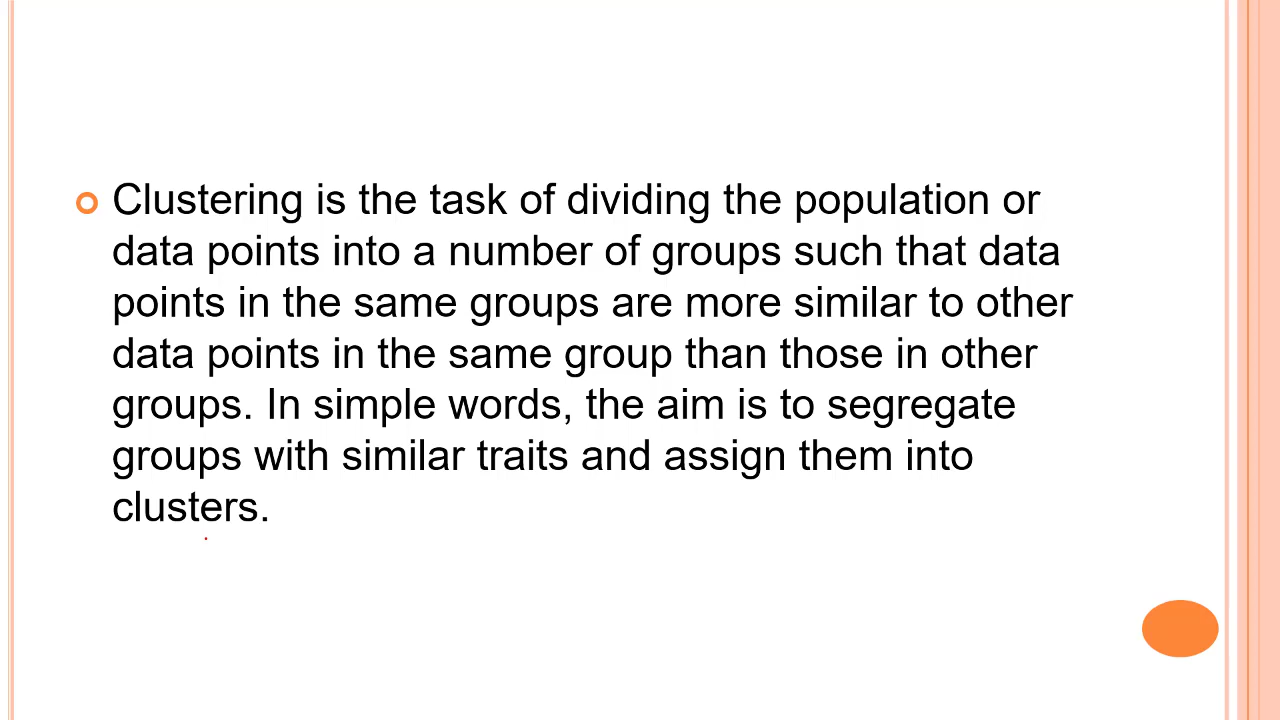 Clustering is the task of dividing the population or
data points into a number of groups such that data
points in the same groups are more similar to other
data points in the same group than those in other
groups. In simple words, the aim is to segregate
groups with similar traits and assign them into
clusters.